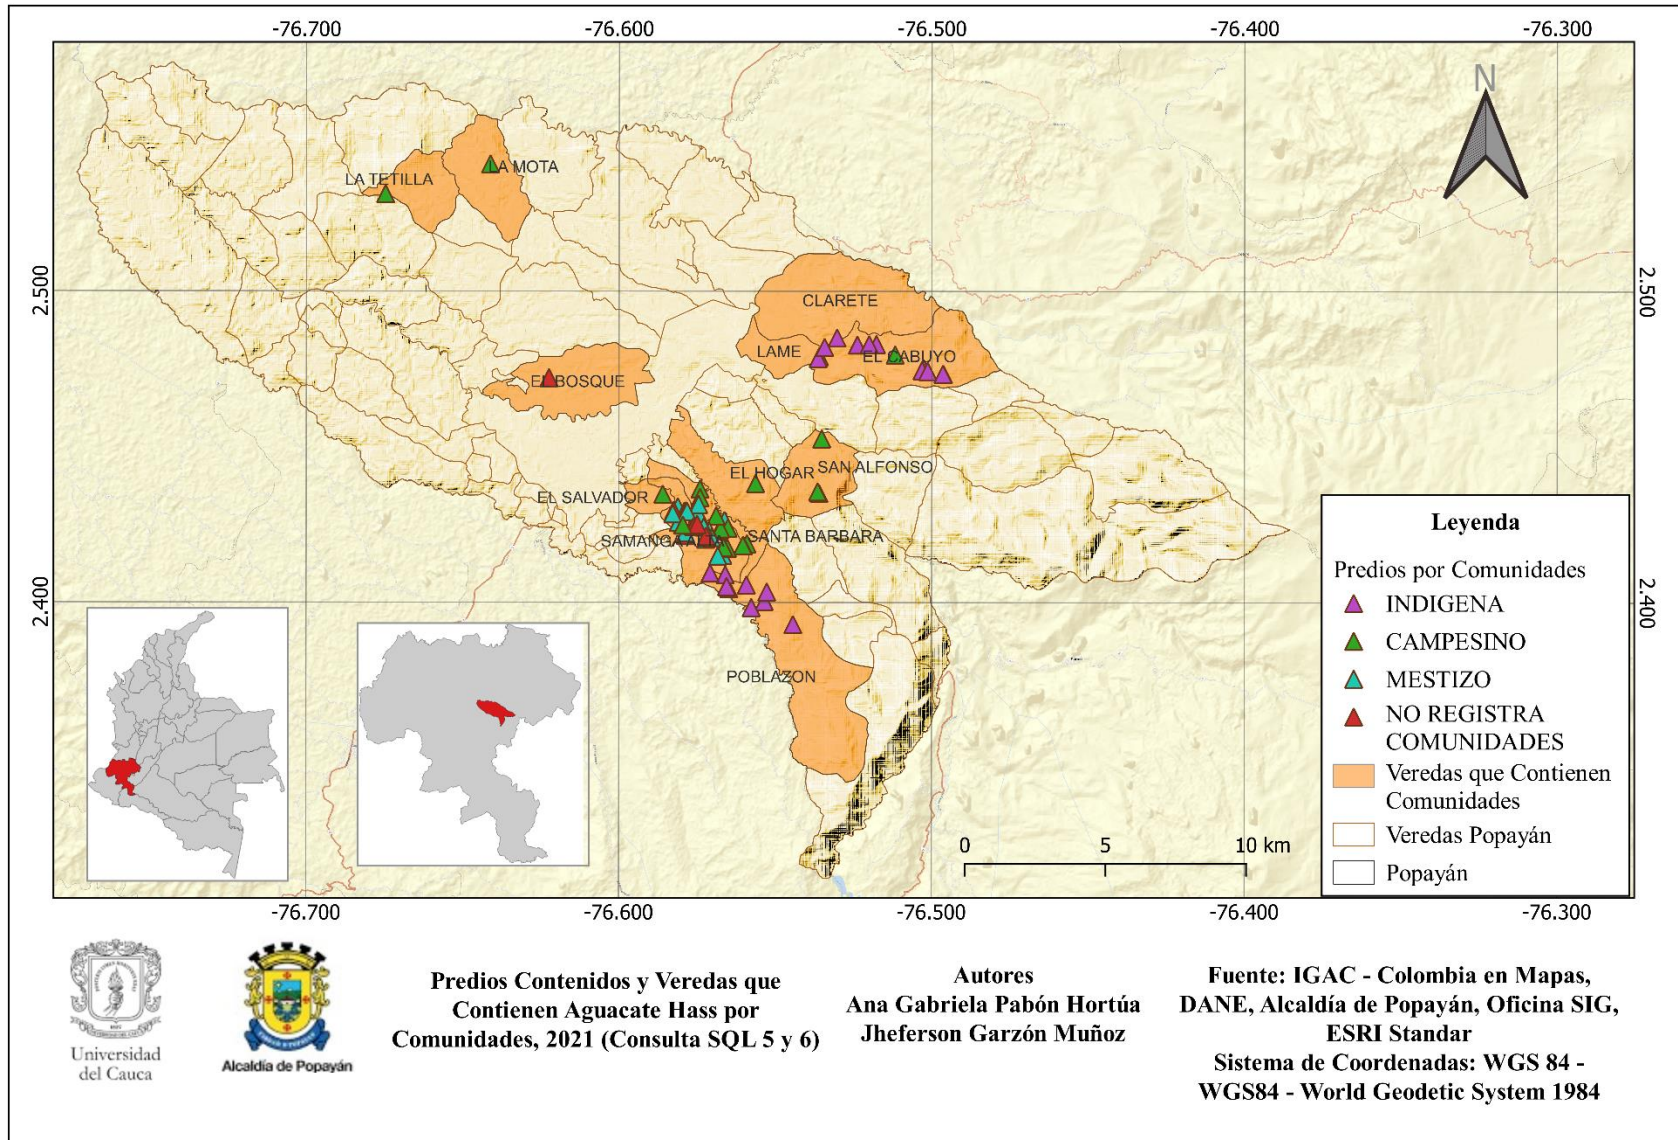 -76.700
-76.600
-76.500
-76.400
-76.300
N
LA TETILLA
LA MOTA
2.500
2.500
CLARETE
LAME
EL CABUYO
EL BOSQUE
EL HOGAR
SAN ALFONSO
EL SALVADOR
SAMANGA ALTA
SANTA BARBARA
2.400
2.400
POBLAZON
0
5
10 km
Leyenda
Predios por Comunidades
INDIGENA
CAMPESINO
MESTIZO
NO REGISTRA
COMUNIDADES
Veredas que Contienen
Comunidades
Veredas Popayán
Popayán
-76.700
-76.600
-76.500
-76.400
-76.300
Universidad
del Cauca
Alcaldía de Popayán
Predios Contenidos y Veredas que
Contienen Aguacate Hass por
Comunidades, 2021 (Consulta SQL 5 y 6)
Autores
Ana Gabriela Pabón Hortúa
Jheferson Garzón Muñoz
Fuente: IGAC - Colombia en Mapas,
DANE, Alcaldía de Popayán, Oficina SIG,
ESRI Standar
Sistema de Coordenadas: WGS 84 -
WGS84 - World Geodetic System 1984